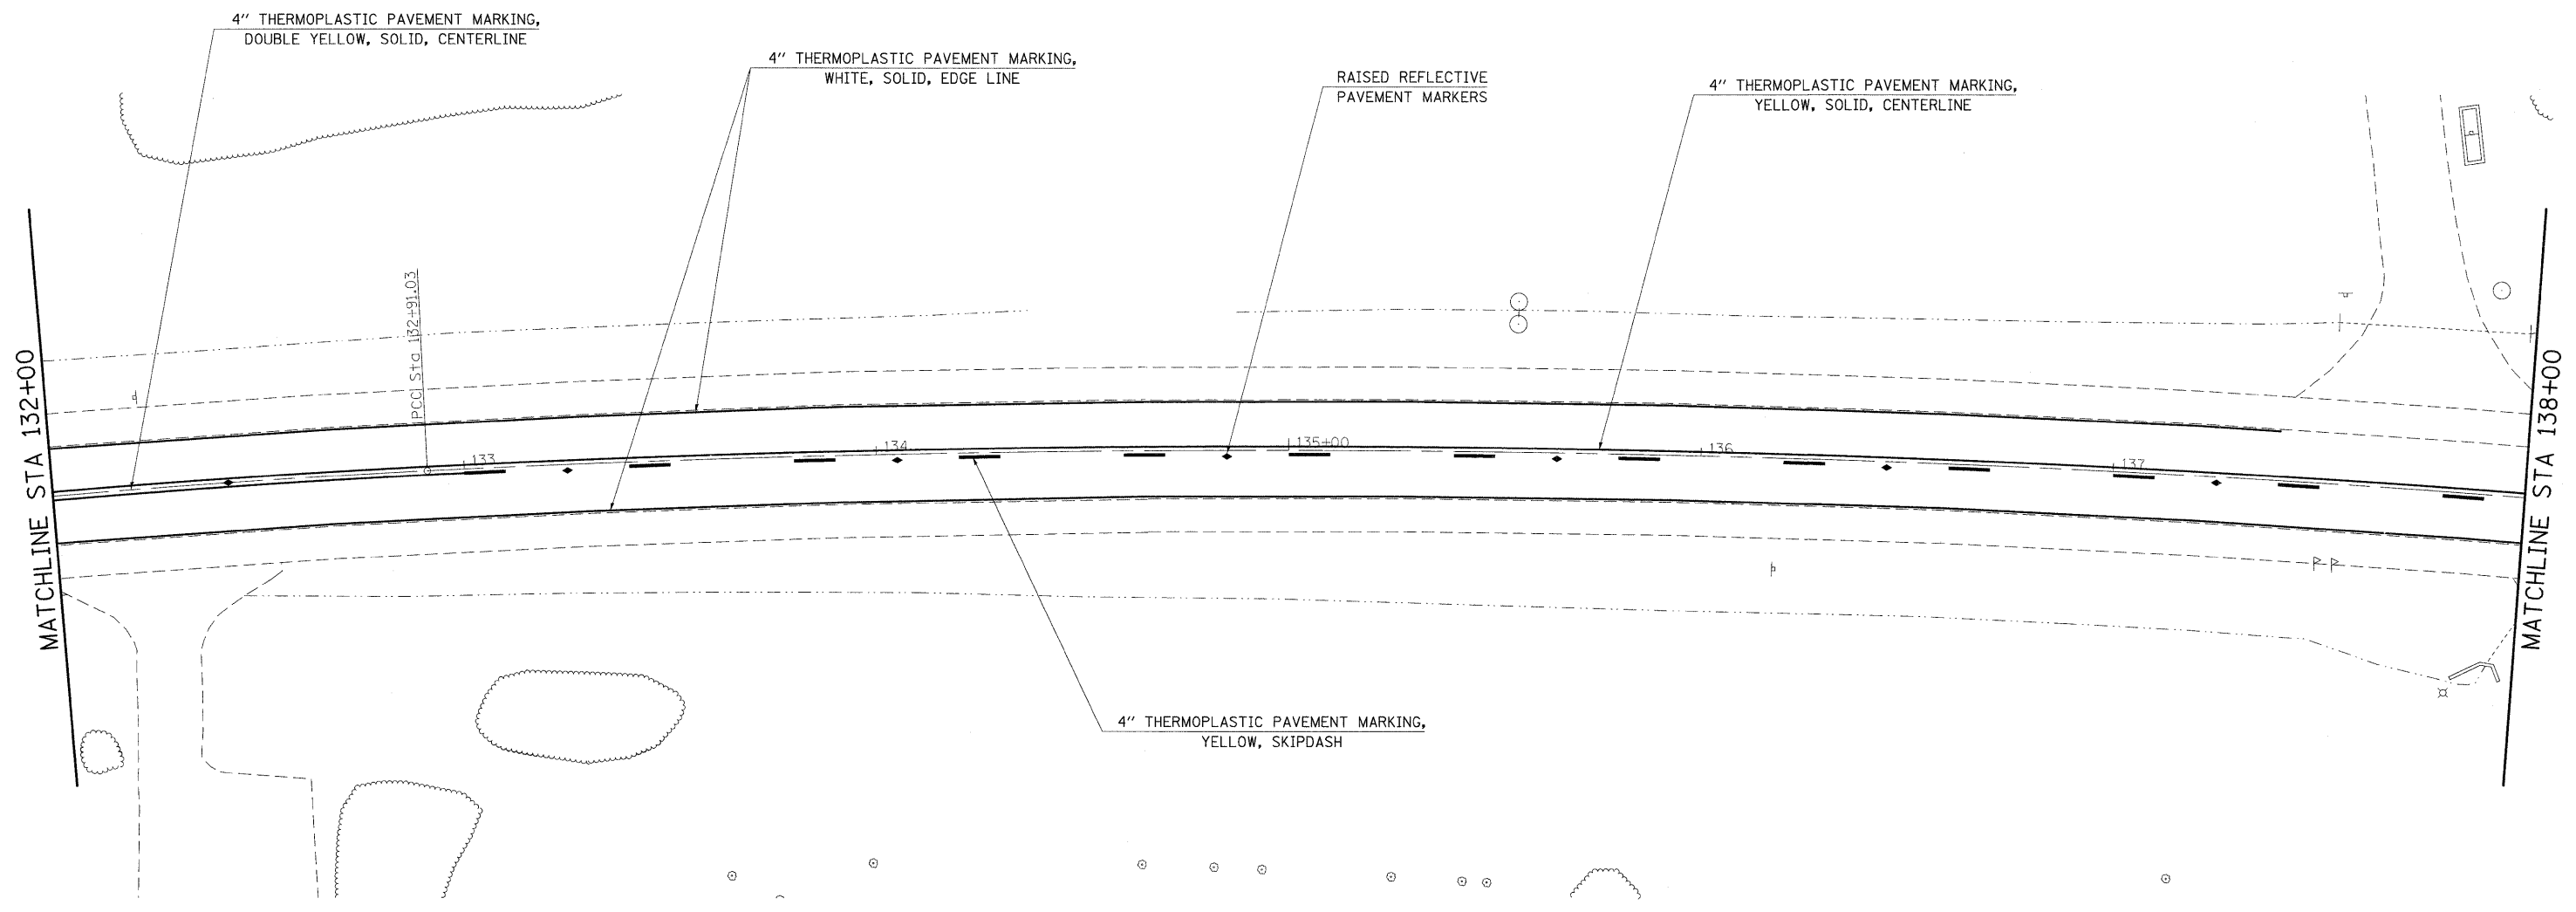 4" THERMOPLASTIC PAVEMENT MARKING,
DOUBLE YELLOW, SOLID, CENTERLINE
4" THERMOPLASTIC PAVEMENT MARKING,
WHITE, SOLID, EDGE LINE
RAISED REFLECTIVE
PAVEMENT MARKERS
4" THERMOPLASTIC PAVEMENT MARKING,
YELLOW, SOLID, CENTERLINE
MATCHLINE STA 132+00
PCC Sta 132+91.03
133
134
135+00
136
137
MATCHLINE STA 138+00
4" THERMOPLASTIC PAVEMENT MARKING,
YELLOW, SKIPDASH